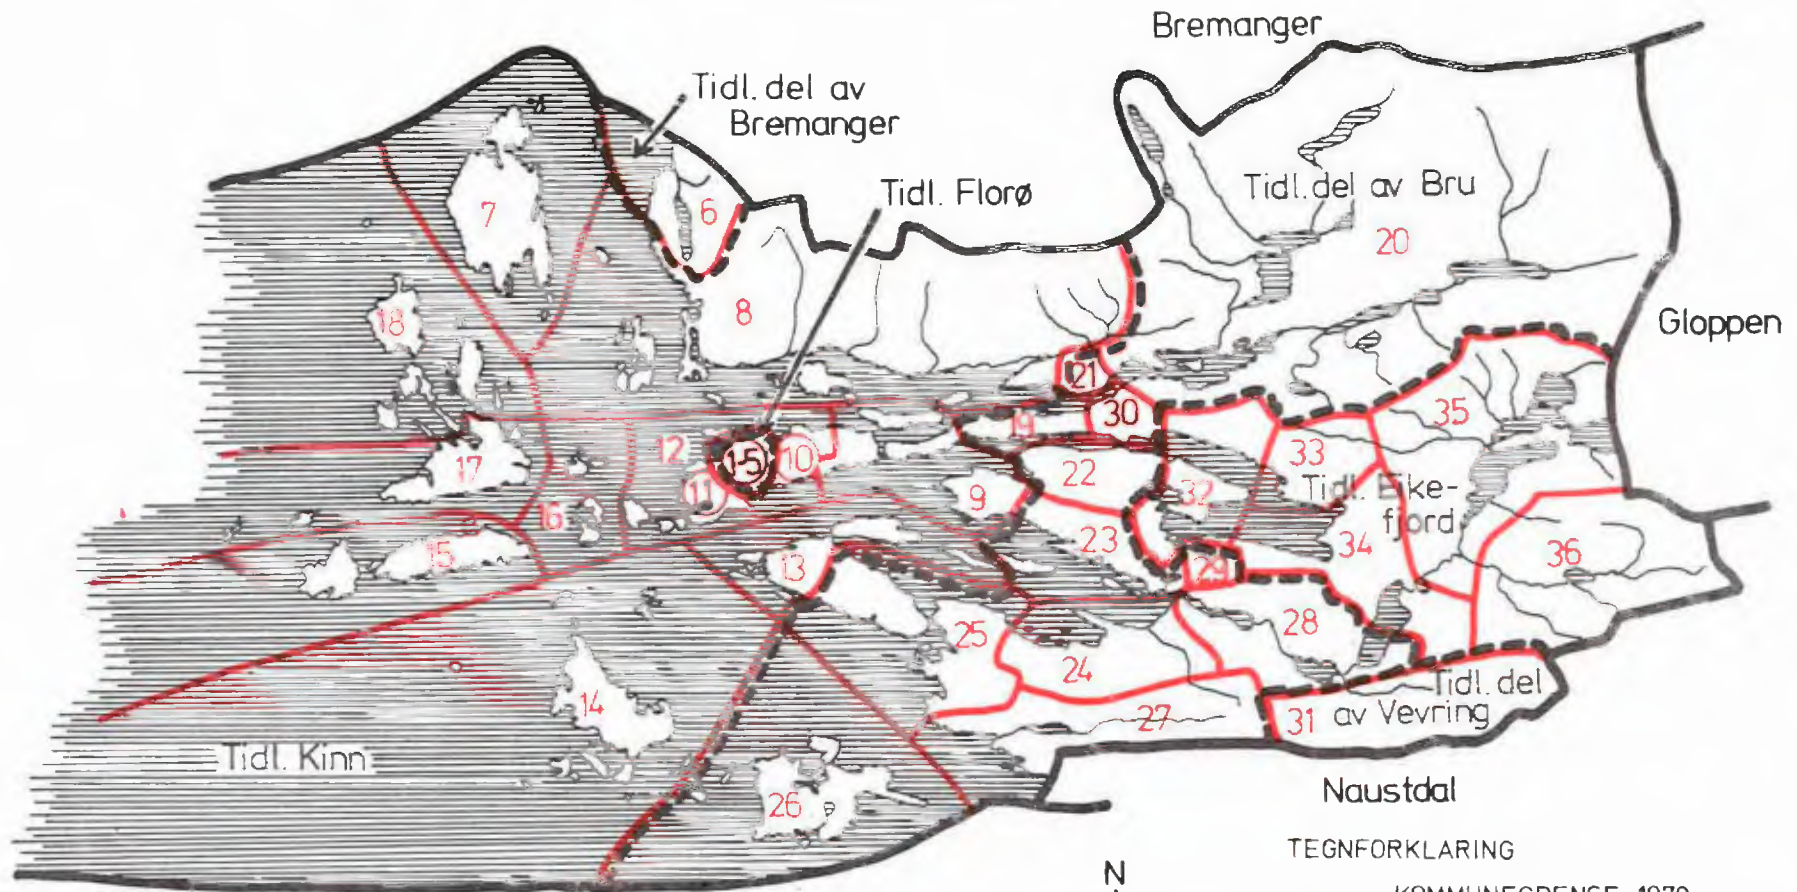 Bremanger
Tidl. del av
Bremanger
Tidl. Florø
Tidl. del av Bru
7
6
20
8
18
Gloppen
21
30
35
12
1-5
10
19
33
17
22
11
9
32
Tidl. Eike-
fjord
16
23
34
36
15
13
29
25
28
24
14
27
31
Tidl. del
av Vevring
Tidl. Kinn
26
Naustdal
TEGNFORKLARING
N